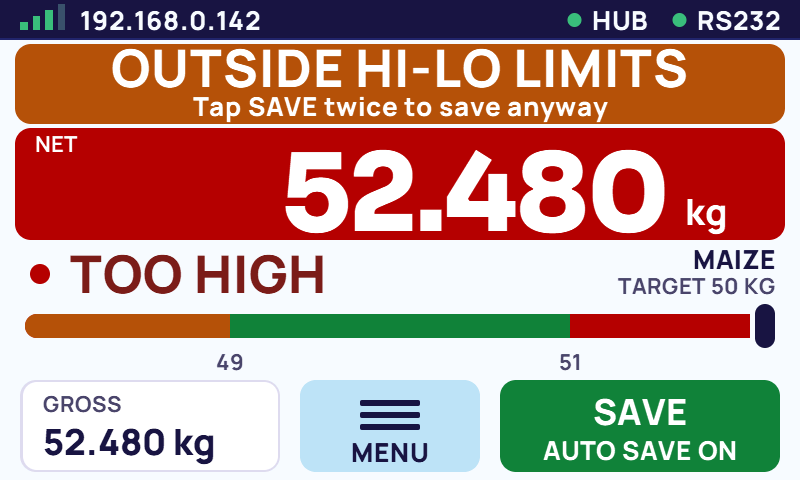 192.168.0.142
HUB
RS232
OUTSIDE HI-LO LIMITS
Tap SAVE twice to save anyway
NET
52.480 kg
TOO HIGH
MAIZE
TARGET 50 KG
49
51
GROSS
52.480 kg
MENU
SAVE
AUTO SAVE ON